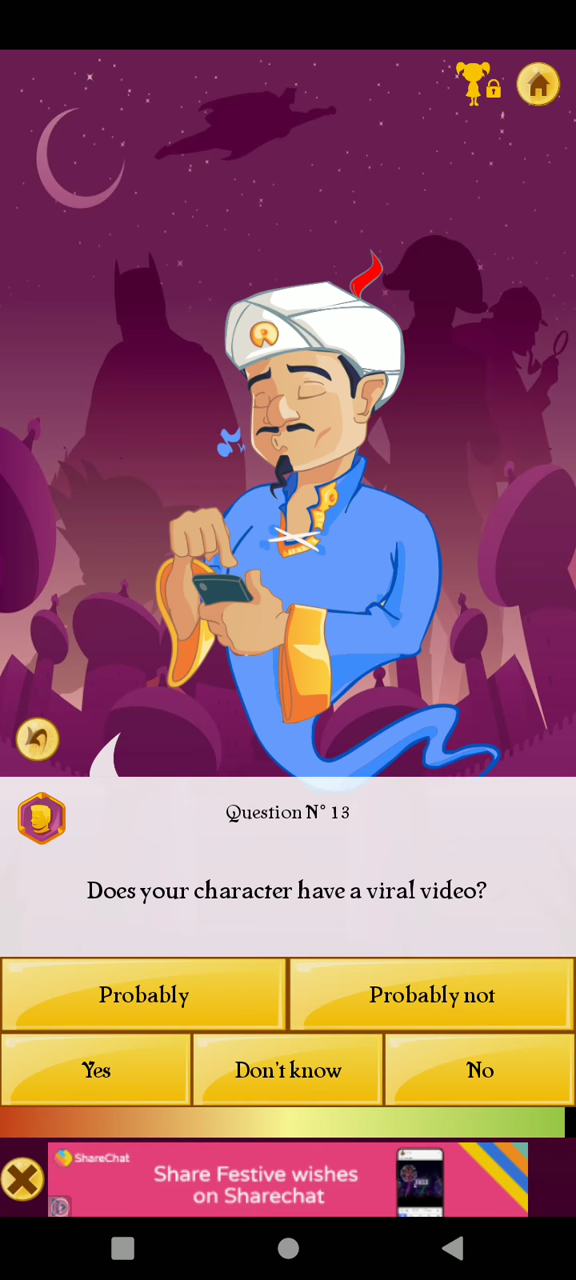 Question N° 13
Does your character have a viral video?
Probably
Probably not
Yes
Don't know
No
ShareChat
Share Festive wishes
on Sharechat